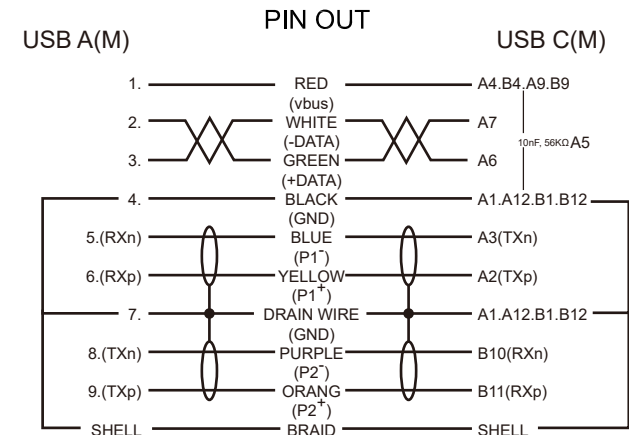 PIN OUT
USB A(M) USB C(M)
1. RED A4.B4.A9.B9
(vbus)
2. WHITE A7
(-DATA) 10nF, 56KΩ A5
3. GREEN A6
(+DATA)
4. BLACK A1.A12.B1.B12
(GND)
5.(RXn) BLUE A3(TXn)
(P1-)
6.(RXp) YELLOW A2(TXp)
(P1+)
7. DRAIN WIRE A1.A12.B1.B12
(GND)
8.(TXn) PURPLE B10(RXn)
(P2-)
9.(TXp) ORANG B11(RXp)
(P2+)
SHELL BRAID SHELL